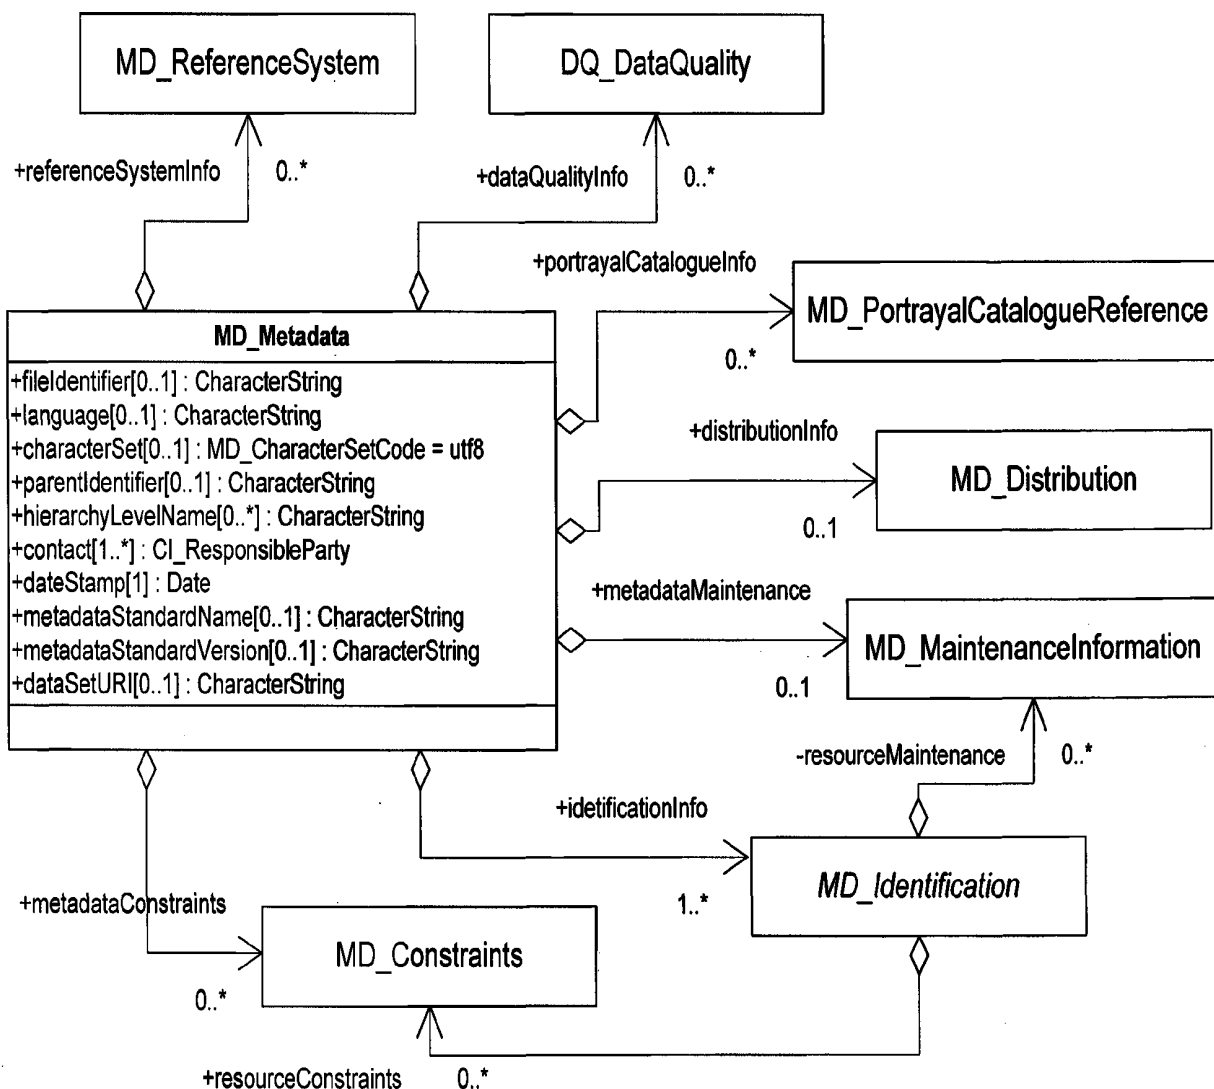 MD_ReferenceSystem
DQ_DataQuality
+referenceSystemInfo
0..*
+dataQualityInfo
0..*
+portrayalCatalogueInfo
MD_PortrayalCatalogueReference
0..*
MD_Metadada
+fileIdentifier[0..1] : CharacterString
+language[0..1] : CharacterString
+characterSet[0..1] : MD_CharacterSetCode = utf8
+parentIdentifier[0..1] : CharacterString
+hierarchyLevelName[0..*] : CharacterString
+contact[1..*] : CI_ResponsibleParty
+dateStamp[1] : Date
+metadataStandardName[0..1] : CharacterString
+metadataStandardVersion[0..1] : CharacterString
+dataSetURI[0..1] : CharacterString
+distributionInfo
MD_Distribution
0..1
+metadataMaintenance
MD_MaintenanceInformation
0..1
-resourceMaintenance
0..*
+idetificationInfo
MD_Identification
1..*
+metadataConstraints
MD_Constraints
0..*
+resourceConstraints
0..*